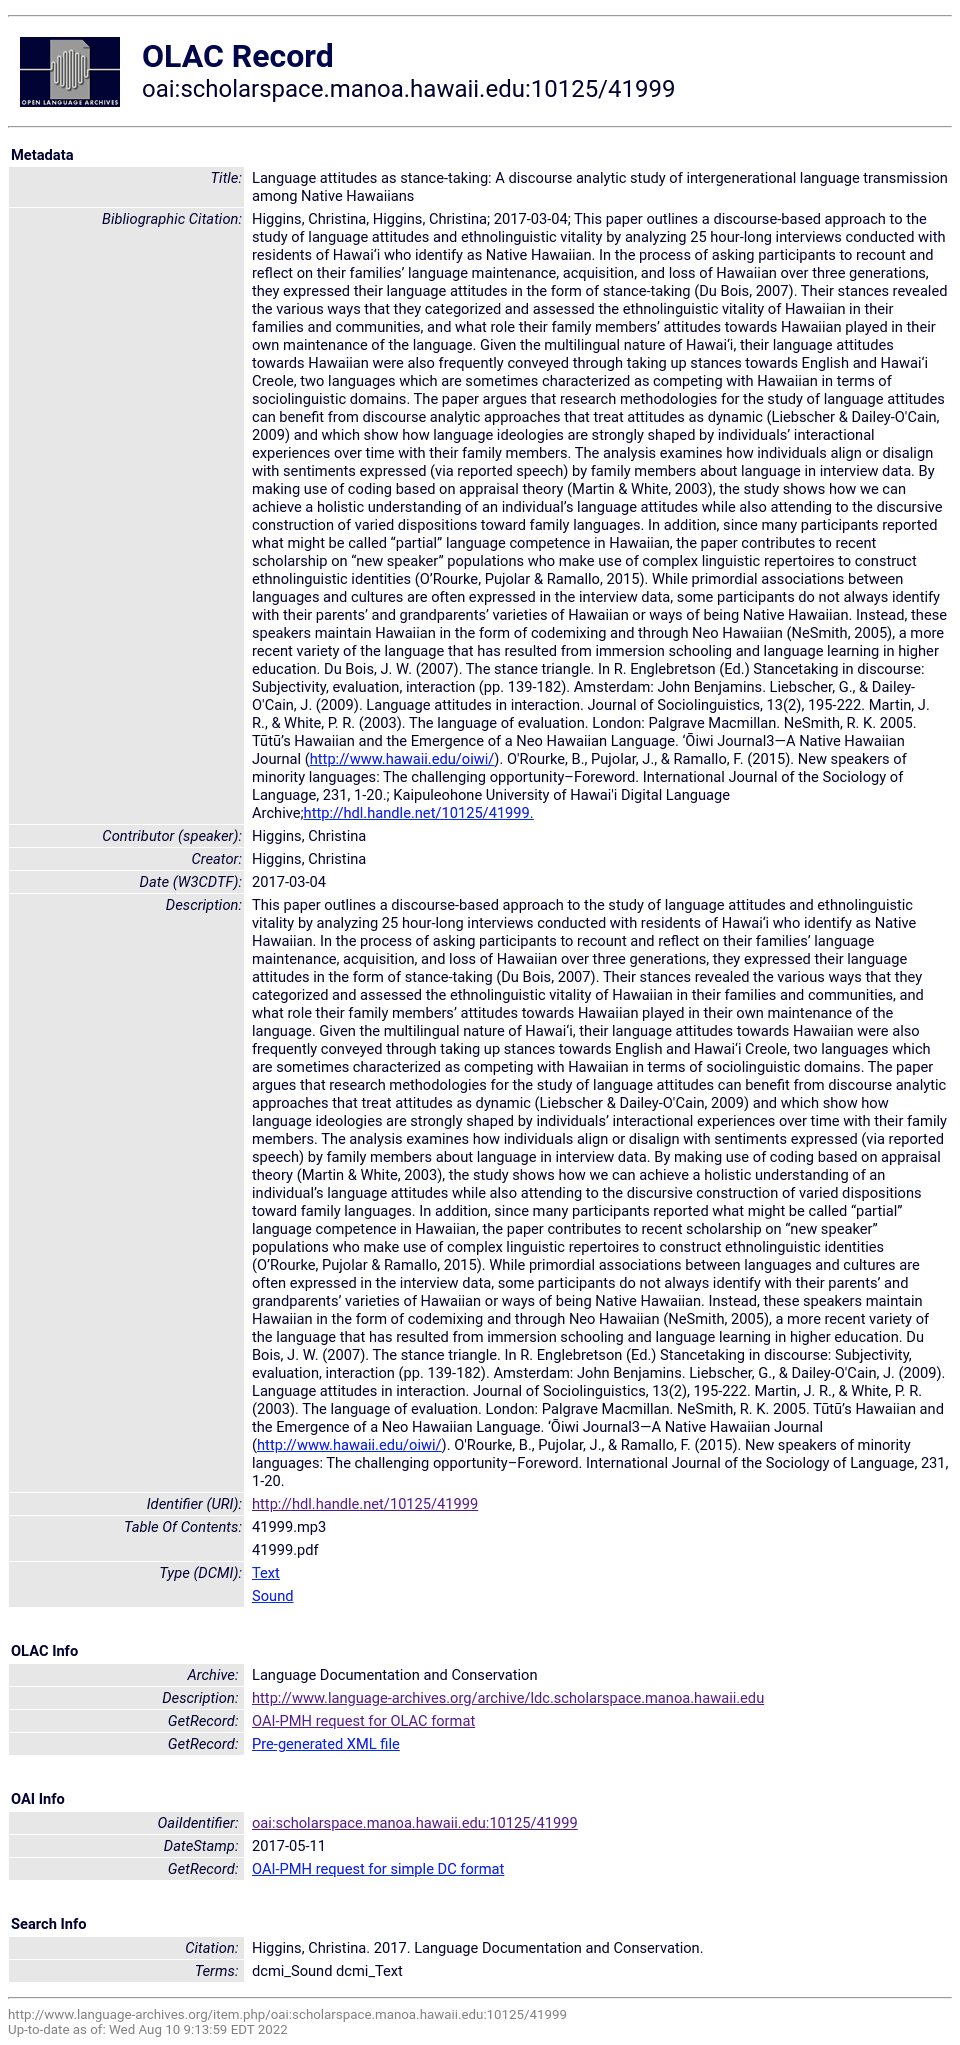 OPEN LANGUAGE ARCHIVES
OLAC Record
oai:scholarspace.manoa.hawaii.edu:10125/41999
Metadata
Title: Language attitudes as stance-taking: A discourse analytic study of intergenerational language transmission
among Native Hawaiians
Bibliographic Citation: Higgins, Christina, Higgins, Christina; 2017-03-04; This paper outlines a discourse-based approach to the
study of language attitudes and ethnolinguistic vitality by analyzing 25 hour-long interviews conducted with
residents of Hawai‘i who identify as Native Hawaiian. In the process of asking participants to recount and
reflect on their families’ language maintenance, acquisition, and loss of Hawaiian over three generations,
they expressed their language attitudes in the form of stance-taking (Du Bois, 2007). Their stances revealed
the various ways that they categorized and assessed the ethnolinguistic vitality of Hawaiian in their
families and communities, and what role their family members’ attitudes towards Hawaiian played in their
own maintenance of the language. Given the multilingual nature of Hawai‘i, their language attitudes
towards Hawaiian were also frequently conveyed through taking up stances towards English and Hawai‘i
Creole, two languages which are sometimes characterized as competing with Hawaiian in terms of
sociolinguistic domains. The paper argues that research methodologies for the study of language attitudes
can benefit from discourse analytic approaches that treat attitudes as dynamic (Liebscher & Dailey-O'Cain,
2009) and which show how language ideologies are strongly shaped by individuals’ interactional
experiences over time with their family members. The analysis examines how individuals align or disalign
with sentiments expressed (via reported speech) by family members about language in interview data. By
making use of coding based on appraisal theory (Martin & White, 2003), the study shows how we can
achieve a holistic understanding of an individual’s language attitudes while also attending to the discursive
construction of varied dispositions toward family languages. In addition, since many participants reported
what might be called “partial” language competence in Hawaiian, the paper contributes to recent
scholarship on “new speaker” populations who make use of complex linguistic repertoires to construct
ethnolinguistic identities (O’Rourke, Pujolar & Ramallo, 2015). While primordial associations between
languages and cultures are often expressed in the interview data, some participants do not always identify
with their parents’ and grandparents’ varieties of Hawaiian or ways of being Native Hawaiian. Instead, these
speakers maintain Hawaiian in the form of codemixing and through Neo Hawaiian (NeSmith, 2005), a more
recent variety of the language that has resulted from immersion schooling and language learning in higher
education. Du Bois, J. W. (2007). The stance triangle. In R. Englebretson (Ed.) Stancetaking in discourse:
Subjectivity, evaluation, interaction (pp. 139-182). Amsterdam: John Benjamins. Liebscher, G., & Dailey-
O'Cain, J. (2009). Language attitudes in interaction. Journal of Sociolinguistics, 13(2), 195-222. Martin, J.
R., & White, P. R. (2003). The language of evaluation. London: Palgrave Macmillan. NeSmith, R. K. 2005.
Tūtū’s Hawaiian and the Emergence of a Neo Hawaiian Language. ‘Ōiwi Journal3—A Native Hawaiian
Journal (http://www.hawaii.edu/oiwi/). O'Rourke, B., Pujolar, J., & Ramallo, F. (2015). New speakers of
minority languages: The challenging opportunity–Foreword. International Journal of the Sociology of
Language, 231, 1-20.; Kaipuleohone University of Hawai'i Digital Language
Archive;http://hdl.handle.net/10125/41999.
Contributor (speaker): Higgins, Christina
Creator: Higgins, Christina
Date (W3CDTF): 2017-03-04
Description: This paper outlines a discourse-based approach to the study of language attitudes and ethnolinguistic
vitality by analyzing 25 hour-long interviews conducted with residents of Hawai‘i who identify as Native
Hawaiian. In the process of asking participants to recount and reflect on their families’ language
maintenance, acquisition, and loss of Hawaiian over three generations, they expressed their language
attitudes in the form of stance-taking (Du Bois, 2007). Their stances revealed the various ways that they
categorized and assessed the ethnolinguistic vitality of Hawaiian in their families and communities, and
what role their family members’ attitudes towards Hawaiian played in their own maintenance of the
language. Given the multilingual nature of Hawai‘i, their language attitudes towards Hawaiian were also
frequently conveyed through taking up stances towards English and Hawai‘i Creole, two languages which
are sometimes characterized as competing with Hawaiian in terms of sociolinguistic domains. The paper
argues that research methodologies for the study of language attitudes can benefit from discourse analytic
approaches that treat attitudes as dynamic (Liebscher & Dailey-O'Cain, 2009) and which show how
language ideologies are strongly shaped by individuals’ interactional experiences over time with their family
members. The analysis examines how individuals align or disalign with sentiments expressed (via reported
speech) by family members about language in interview data. By making use of coding based on appraisal
theory (Martin & White, 2003), the study shows how we can achieve a holistic understanding of an
individual’s language attitudes while also attending to the discursive construction of varied dispositions
toward family languages. In addition, since many participants reported what might be called “partial”
language competence in Hawaiian, the paper contributes to recent scholarship on “new speaker”
populations who make use of complex linguistic repertoires to construct ethnolinguistic identities
(O’Rourke, Pujolar & Ramallo, 2015). While primordial associations between languages and cultures are
often expressed in the interview data, some participants do not always identify with their parents’ and
grandparents’ varieties of Hawaiian or ways of being Native Hawaiian. Instead, these speakers maintain
Hawaiian in the form of codemixing and through Neo Hawaiian (NeSmith, 2005), a more recent variety of
the language that has resulted from immersion schooling and language learning in higher education. Du
Bois, J. W. (2007). The stance triangle. In R. Englebretson (Ed.) Stancetaking in discourse: Subjectivity,
evaluation, interaction (pp. 139-182). Amsterdam: John Benjamins. Liebscher, G., & Dailey-O'Cain, J. (2009).
Language attitudes in interaction. Journal of Sociolinguistics, 13(2), 195-222. Martin, J. R., & White, P. R.
(2003). The language of evaluation. London: Palgrave Macmillan. NeSmith, R. K. 2005. Tūtū’s Hawaiian and
the Emergence of a Neo Hawaiian Language. ‘Ōiwi Journal3—A Native Hawaiian Journal
(http://www.hawaii.edu/oiwi/). O'Rourke, B., Pujolar, J., & Ramallo, F. (2015). New speakers of minority
languages: The challenging opportunity–Foreword. International Journal of the Sociology of Language, 231,
1-20.
Identifier (URI): http://hdl.handle.net/10125/41999
Table Of Contents: 41999.mp3
41999.pdf
Type (DCMI): Text
Sound
OLAC Info
Archive: Language Documentation and Conservation
Description: http://www.language-archives.org/archive/ldc.scholarspace.manoa.hawaii.edu
GetRecord: OAI-PMH request for OLAC format
GetRecord: Pre-generated XML file
OAI Info
OaiIdentifier: oai:scholarspace.manoa.hawaii.edu:10125/41999
DateStamp: 2017-05-11
GetRecord: OAI-PMH request for simple DC format
Search Info
Citation: Higgins, Christina. 2017. Language Documentation and Conservation.
Terms: dcmi_Sound dcmi_Text
http://www.language-archives.org/item.php/oai:scholarspace.manoa.hawaii.edu:10125/41999
Up-to-date as of: Wed Aug 10 9:13:59 EDT 2022